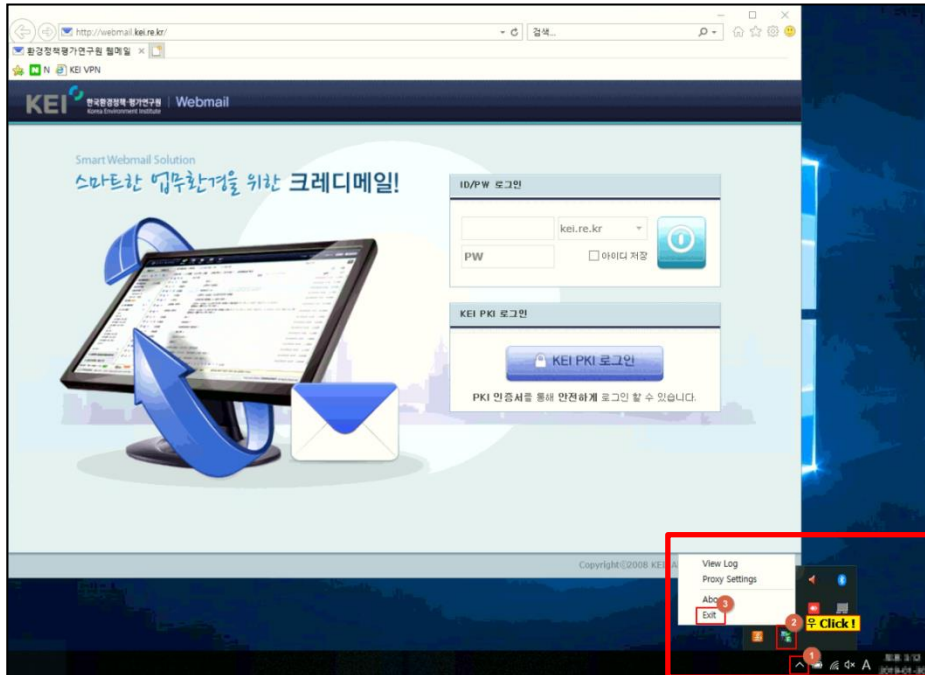 http://webmail.kei.re.kr/
검색...
환경정책평가연구원 웹메일
N KEI VPN
KEI 한국환경정책·평가연구원 Webmail
Korea Environment Institute
Smart Webmail Solution
스마트한 업무환경을 위한 크레디메일!
ID/PW 로그인
kei.re.kr
PW
아이디 저장
KEI PKI 로그인
KEI PKI 로그인
PKI 인증서를 통해 안전하게 로그인 할 수 있습니다.
Copyright(c)2008 KEI
View Log
Proxy Settings
Exit
3
2
우 Click !
1
A